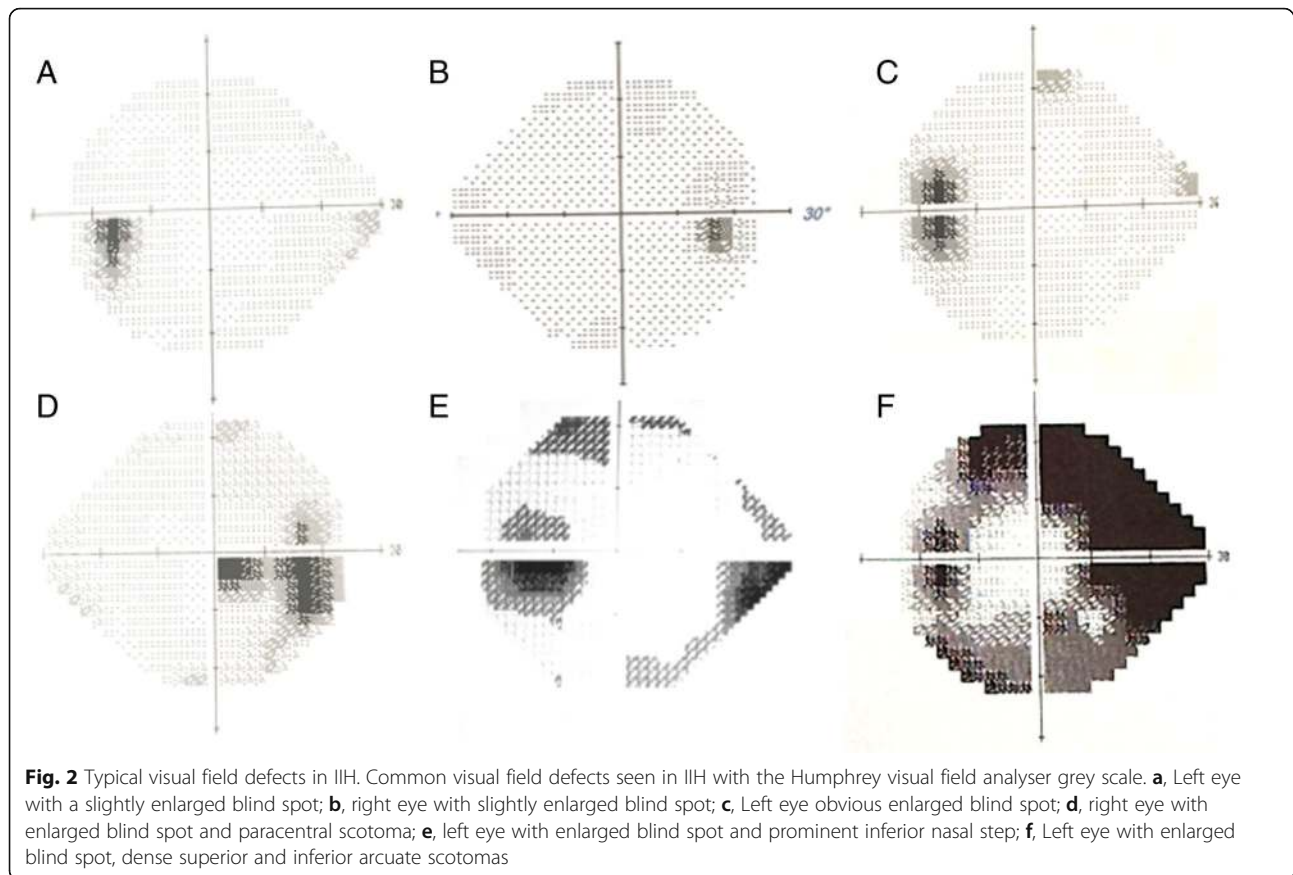 A
B
C
30
30°
30
D
E
F
30
30
Fig. 2 Typical visual field defects in IIH. Common visual field defects seen in IIH with the Humphrey visual field analyser grey scale. a, Left eye
with a slightly enlarged blind spot; b, right eye with slightly enlarged blind spot; c, Left eye obvious enlarged blind spot; d, right eye with
enlarged blind spot and paracentral scotoma; e, left eye with enlarged blind spot and prominent inferior nasal step; f, Left eye with enlarged
blind spot, dense superior and inferior arcuate scotomas